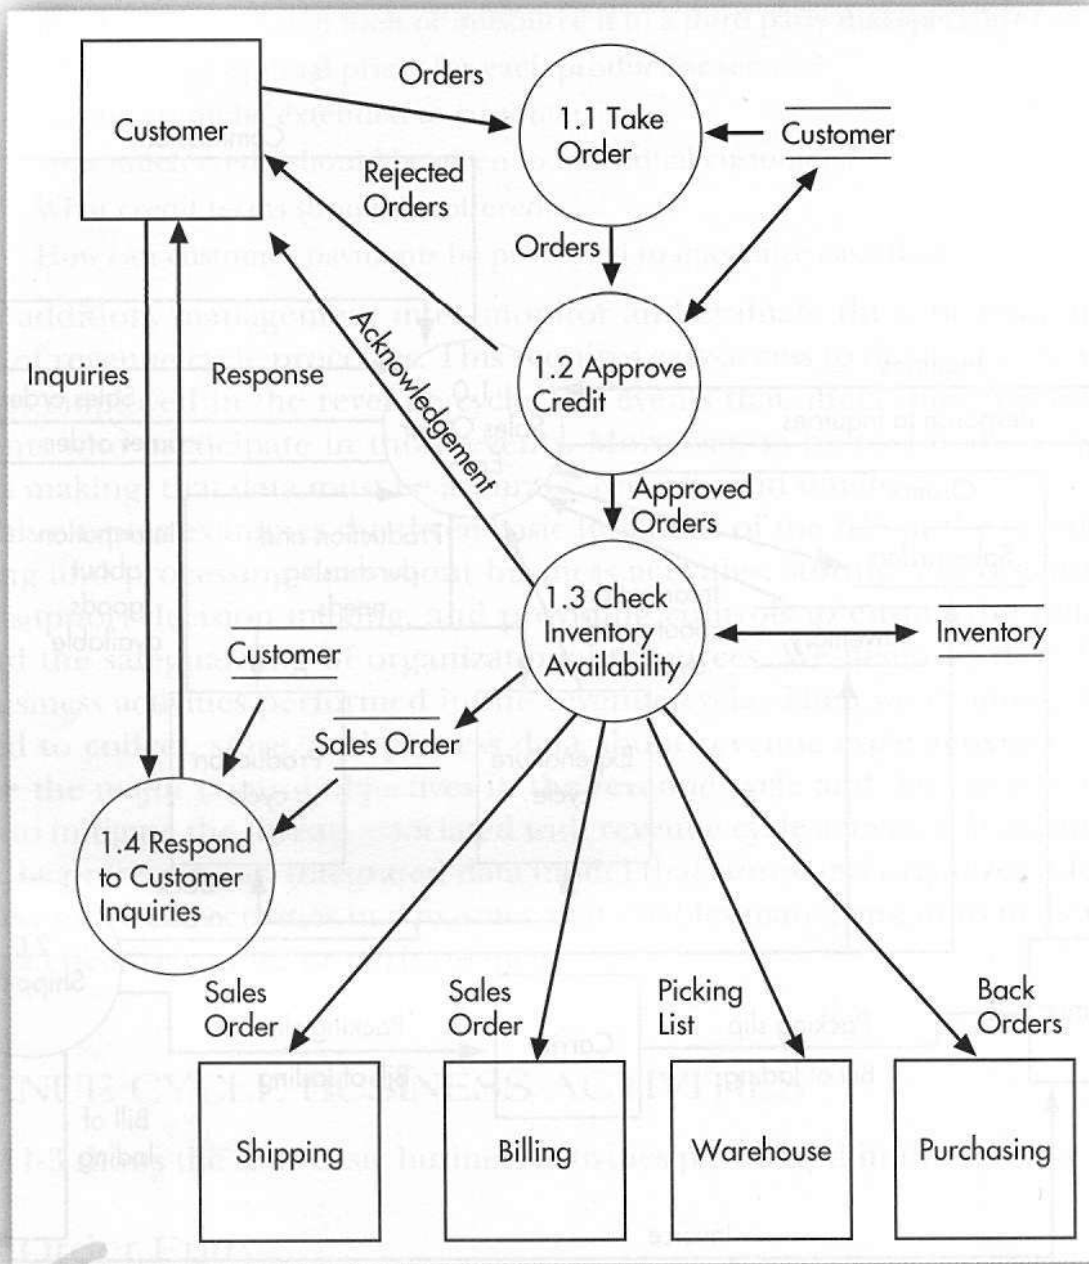 Orders
Customer
1.1 Take
Order
Customer
Rejected
Orders
Orders
Acknowledgement
Inquiries
Response
1.2 Approve
Credit
Approved
Orders
1.3 Check
Inventory
Availability
Inventory
Customer
Sales Order
1.4 Respond
to Customer
Inquiries
Sales
Order
Sales
Order
Picking
List
Back
Orders
Shipping
Billing
Warehouse
Purchasing